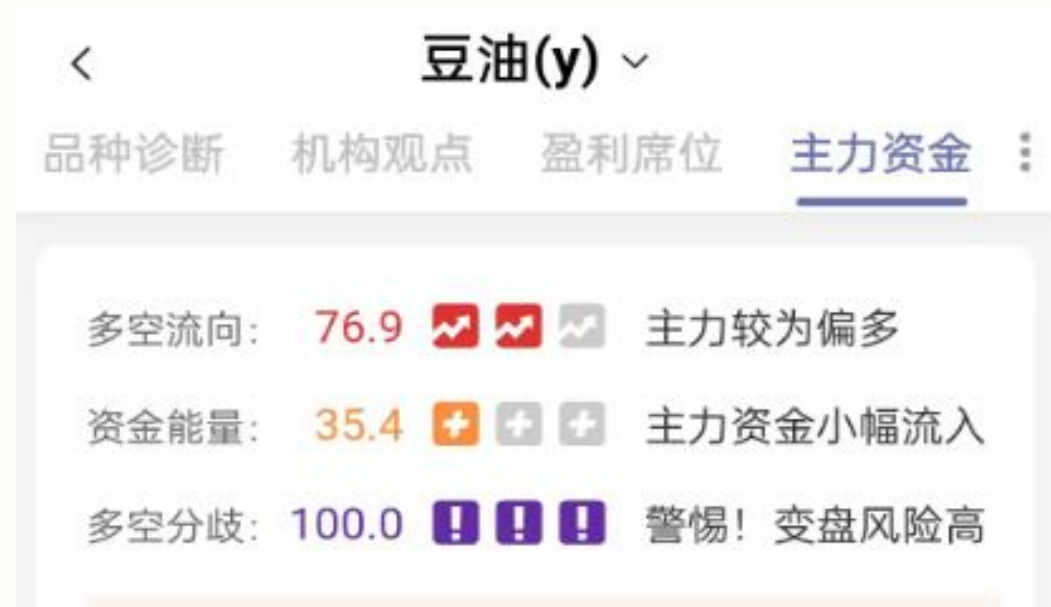 豆油(y)
品种诊断 机构观点 盈利席位 主力资金
多空流向: 76.9 主力较为偏多
资金能量: 35.4 主力资金小幅流入
多空分歧: 100.0 警惕！变盘风险高